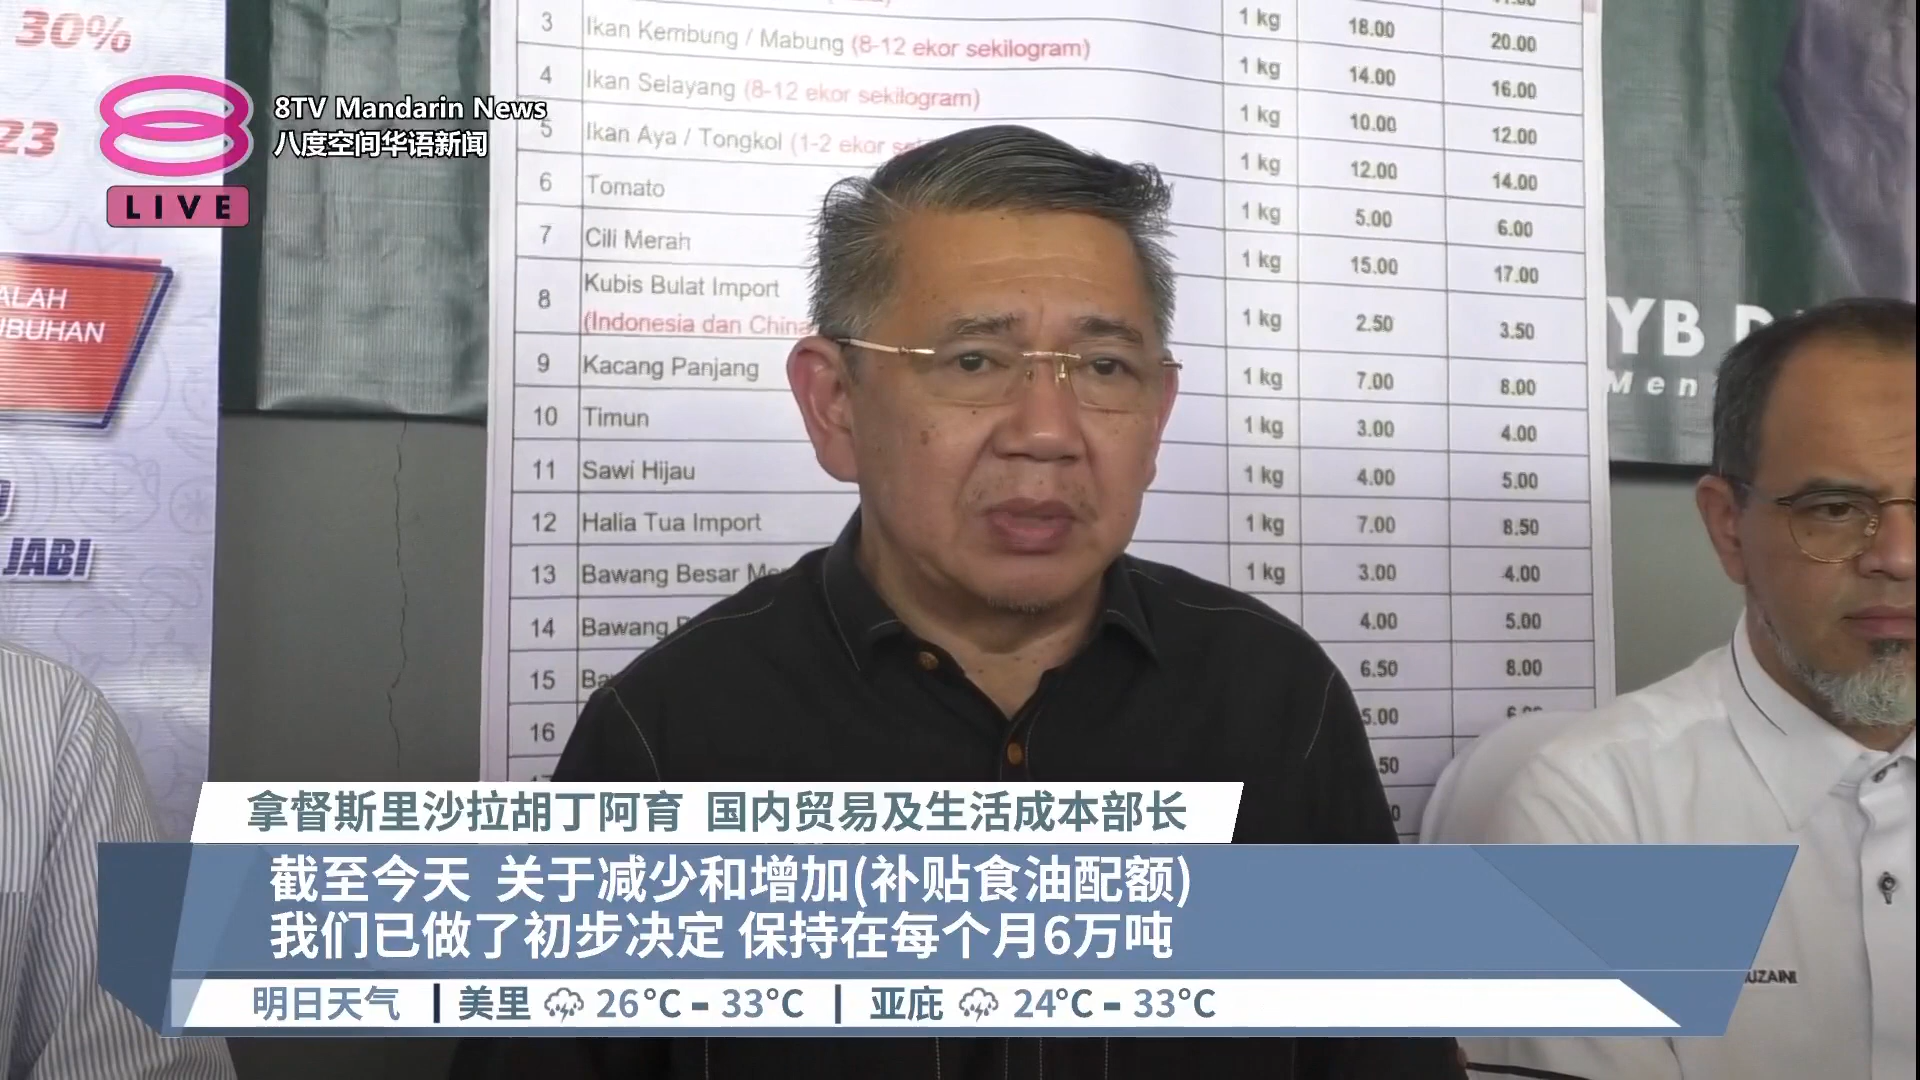 30%
23
ALAH
UBUHAN
JABI
8TV Mandarin News
八度空间华语新闻
LIVE
3 Ikan Kembung / Mabung (8-12 ekor sekilogram) 1 kg 18.00 20.00
4 Ikan Selayang (8-12 ekor sekilogram) 1 kg 14.00 16.00
5 Ikan Aya / Tongkol (1-2 ekor 1 kg 10.00 12.00
6 Tomato 1 kg 12.00 14.00
7 Cili Merah 1 kg 5.00 6.00
8 Kubis Bulat Import 1 kg 15.00 17.00
(Indonesia dan China
9 Kacang Panjang 1 kg 2.50 3.50
10 Timun 1 kg 7.00 8.00
11 Sawi Hijau 1 kg 3.00 4.00
12 Halia Tua Import 1 kg 4.00 5.00
13 Bawang Besar 1 kg 7.00 8.50
14 Bawang 1 kg 3.00 4.00
15 4.00 5.00
16 6.50 8.00
5.00
.50
YB
Men
UZAINI
拿督斯里沙拉胡丁阿育 国内贸易及生活成本部长
截至今天 关于减少和增加(补贴食油配额)
我们已做了初步决定 保持在每个月6万吨
明日天气 | 美里 26°C - 33°C | 亚庇 24°C - 33°C